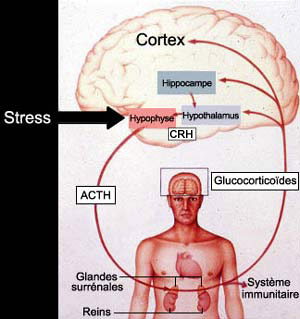 Cortex
Hippocampe
Stress
Hypophyse
Hypothalamus
CRH
ACTH
Glucocorticoïdes
Glandes
surrénales
Système
immunitaire
Reins